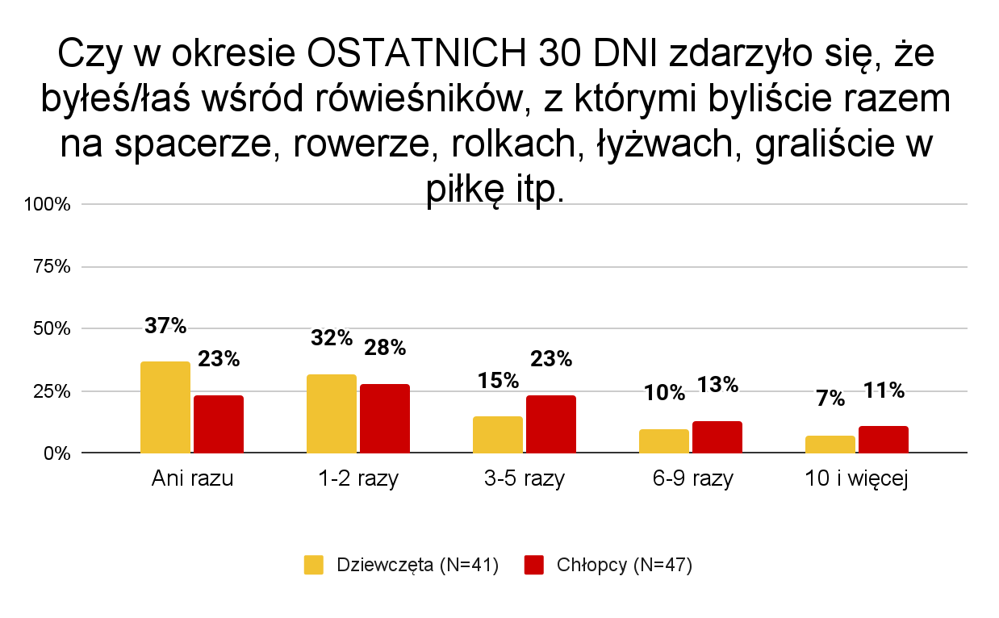 Czy w okresie OSTATNICH 30 DNI zdarzyło się, że
byłeś/łaś wśród rówieśników, z którymi byliście razem
na spacerze, rowerze, rolkach, łyżwach, graliście w
piłkę itp.
100%
75%
50%
25%
0%
37%
23%
32%
28%
15%
23%
10%
13%
7%
11%
Ani razu
1-2 razy
3-5 razy
6-9 razy
10 i więcej
Dziewczęta (N=41)
Chłopcy (N=47)